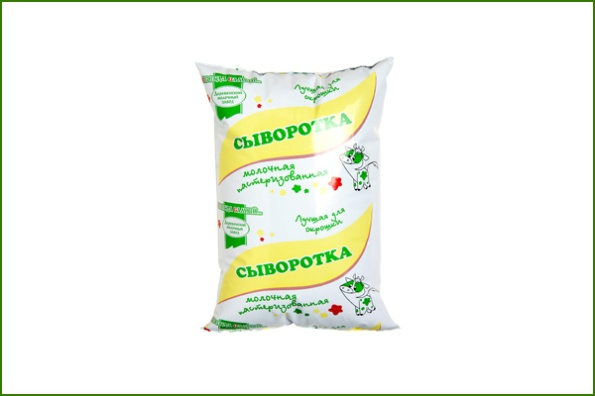 Лучшая для
окрошки
СЫВОРОТКА
молочная
пастеризованная
Лучшая для
окрошки
СЫВОРОТКА
молочная
пастеризованная